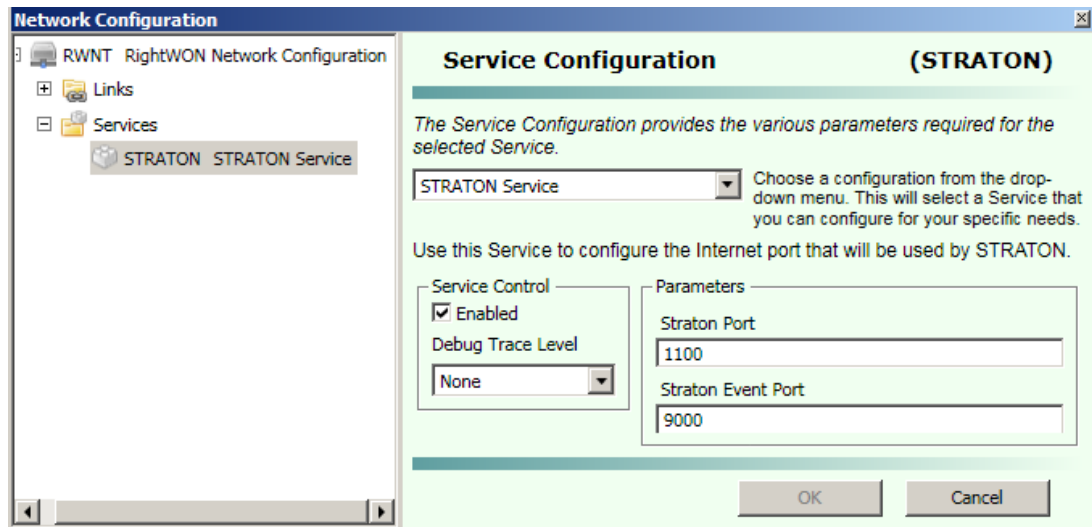 Network Configuration
RWNT RightWON Network Configuration
Links
Services
STRATON STRATON Service
Service Configuration (STRATON)
The Service Configuration provides the various parameters required for the
selected Service.
STRATON Service
Choose a configuration from the drop-
down menu. This will select a Service that
you can configure for your specific needs.
Use this Service to configure the Internet port that will be used by STRATON.
Service Control
Enabled
Debug Trace Level
None
Parameters
Straton Port
1100
Straton Event Port
9000
OK
Cancel